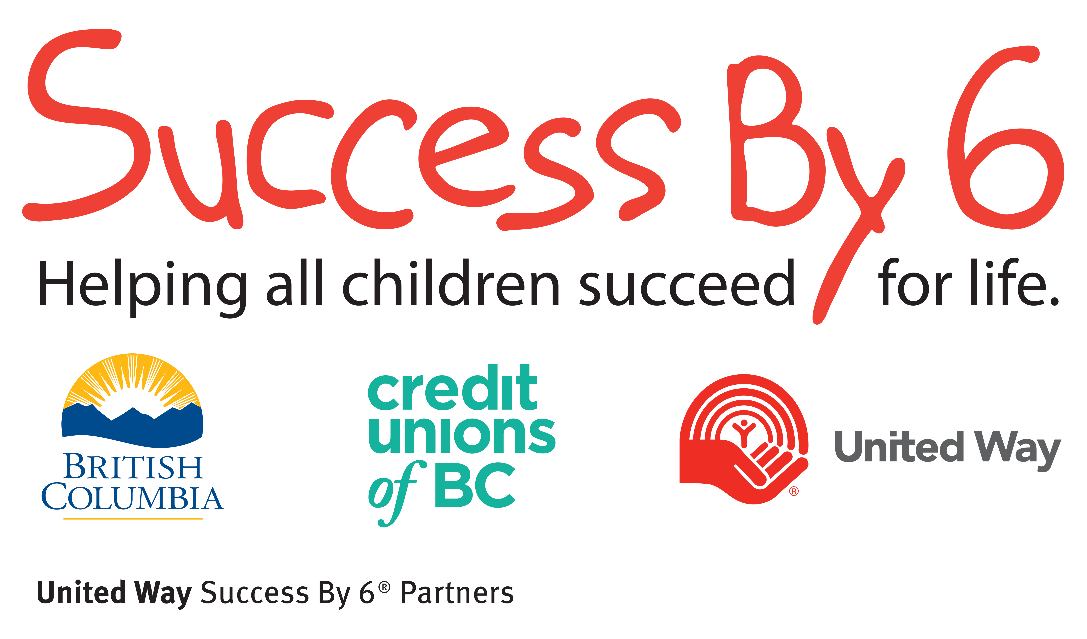 Success By 6
Helping all children succeed for life.
BRITISH
COLUMBIA
credit
unions
of BC
United Way
®
United Way Success By 6® Partners